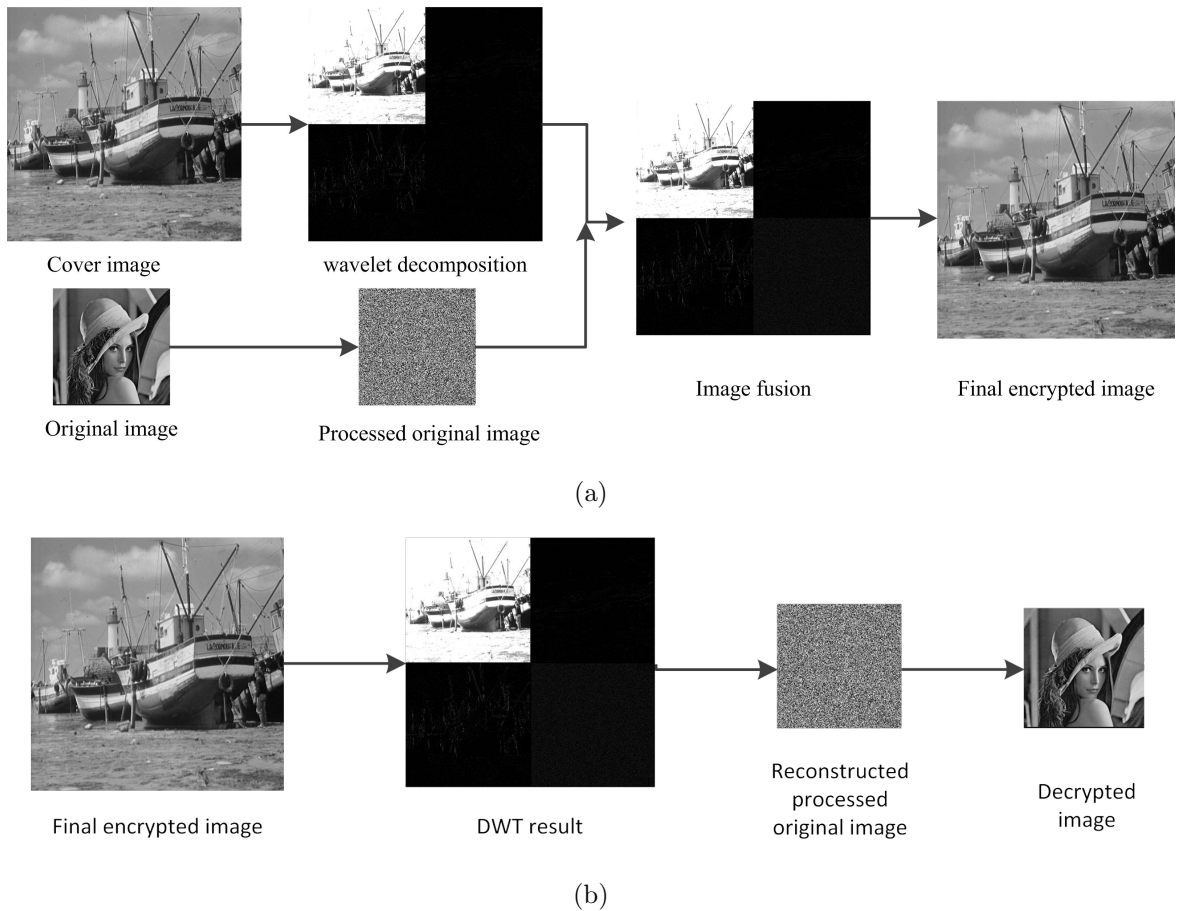 Cover image
wavelet decomposition
Original image
Processed original image
Image fusion
Final encrypted image
(a)
Final encrypted image
DWT result
Reconstructed
processed
original image
Decrypted
image
(b)